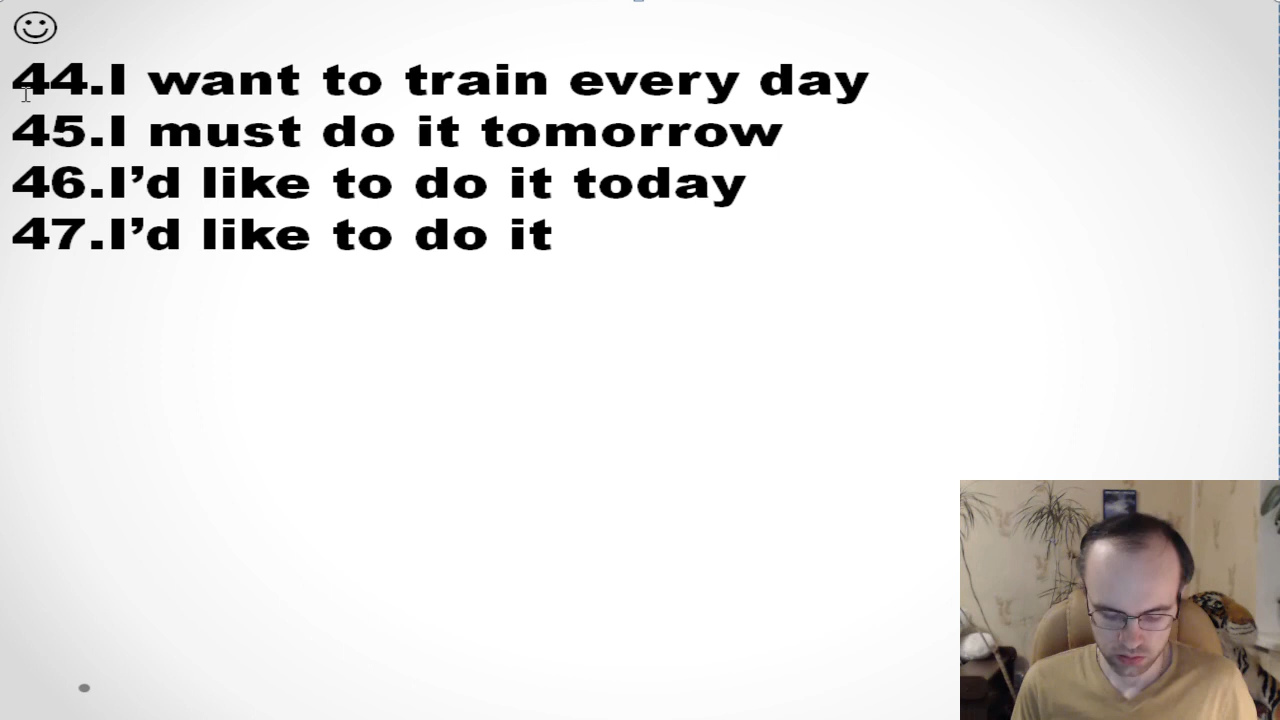 44.I want to train every day
45.I must do it tomorrow
46.I’d like to do it today
47.I’d like to do it